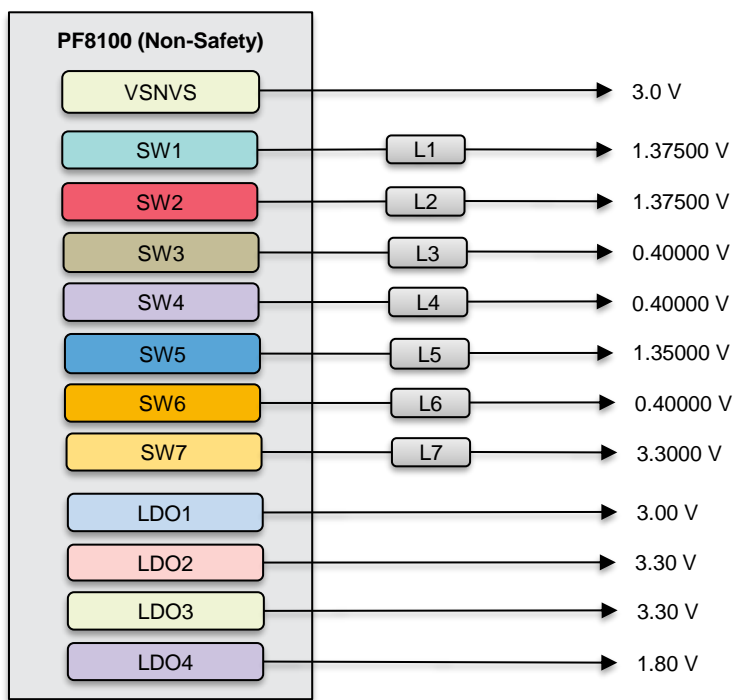 PF8100 (Non-Safety)
VSNVS 3.0 V
SW1 L1 1.37500 V
SW2 L2 1.37500 V
SW3 L3 0.40000 V
SW4 L4 0.40000 V
SW5 L5 1.35000 V
SW6 L6 0.40000 V
SW7 L7 3.3000 V
LDO1 3.00 V
LDO2 3.30 V
LDO3 3.30 V
LDO4 1.80 V